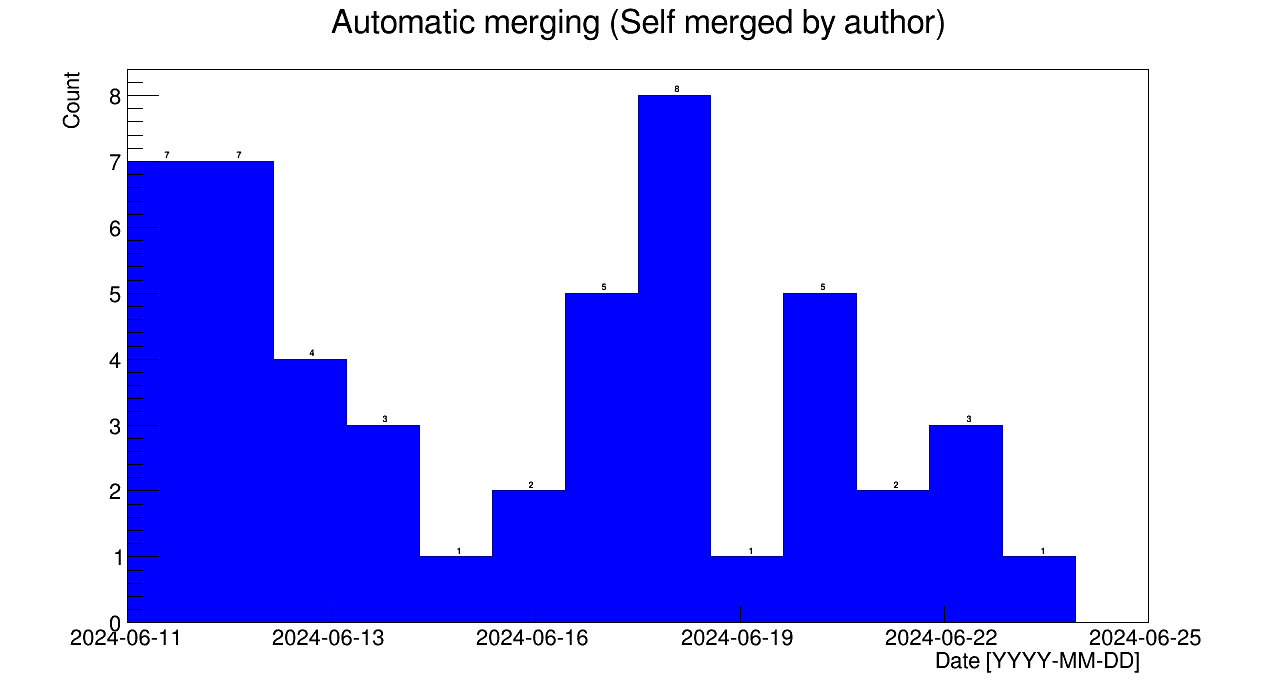 Automatic merging (Self merged by author)
Count
8
7
6
5
4
3
2
1
0
7 7 4 3 1 2 5 8 1 5 2 3 1
2024-06-11 2024-06-13 2024-06-16 2024-06-19 2024-06-22 2024-06-25
Date [YYYY-MM-DD]